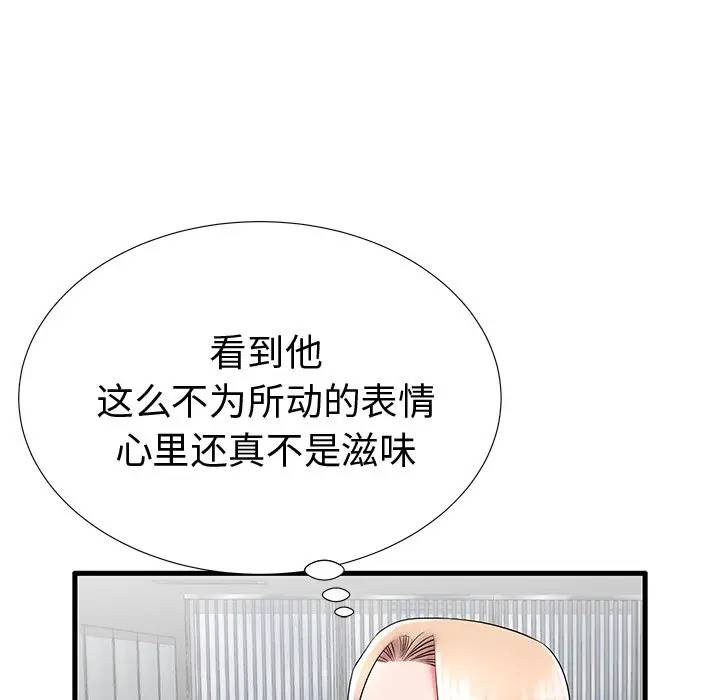 看到他
这么不为所动的表情
心里还真不是滋味